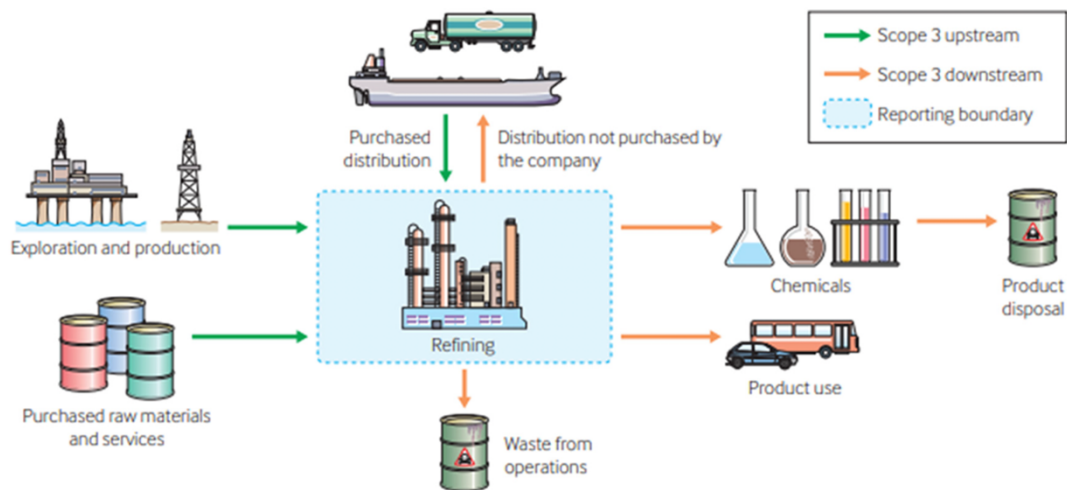 Scope 3 upstream
Scope 3 downstream
Reporting boundary
Purchased
distribution
Distribution not purchased by
the company
Exploration and production
Refining
Chemicals
Product
disposal
Purchased raw materials
and services
Product use
Waste from
operations